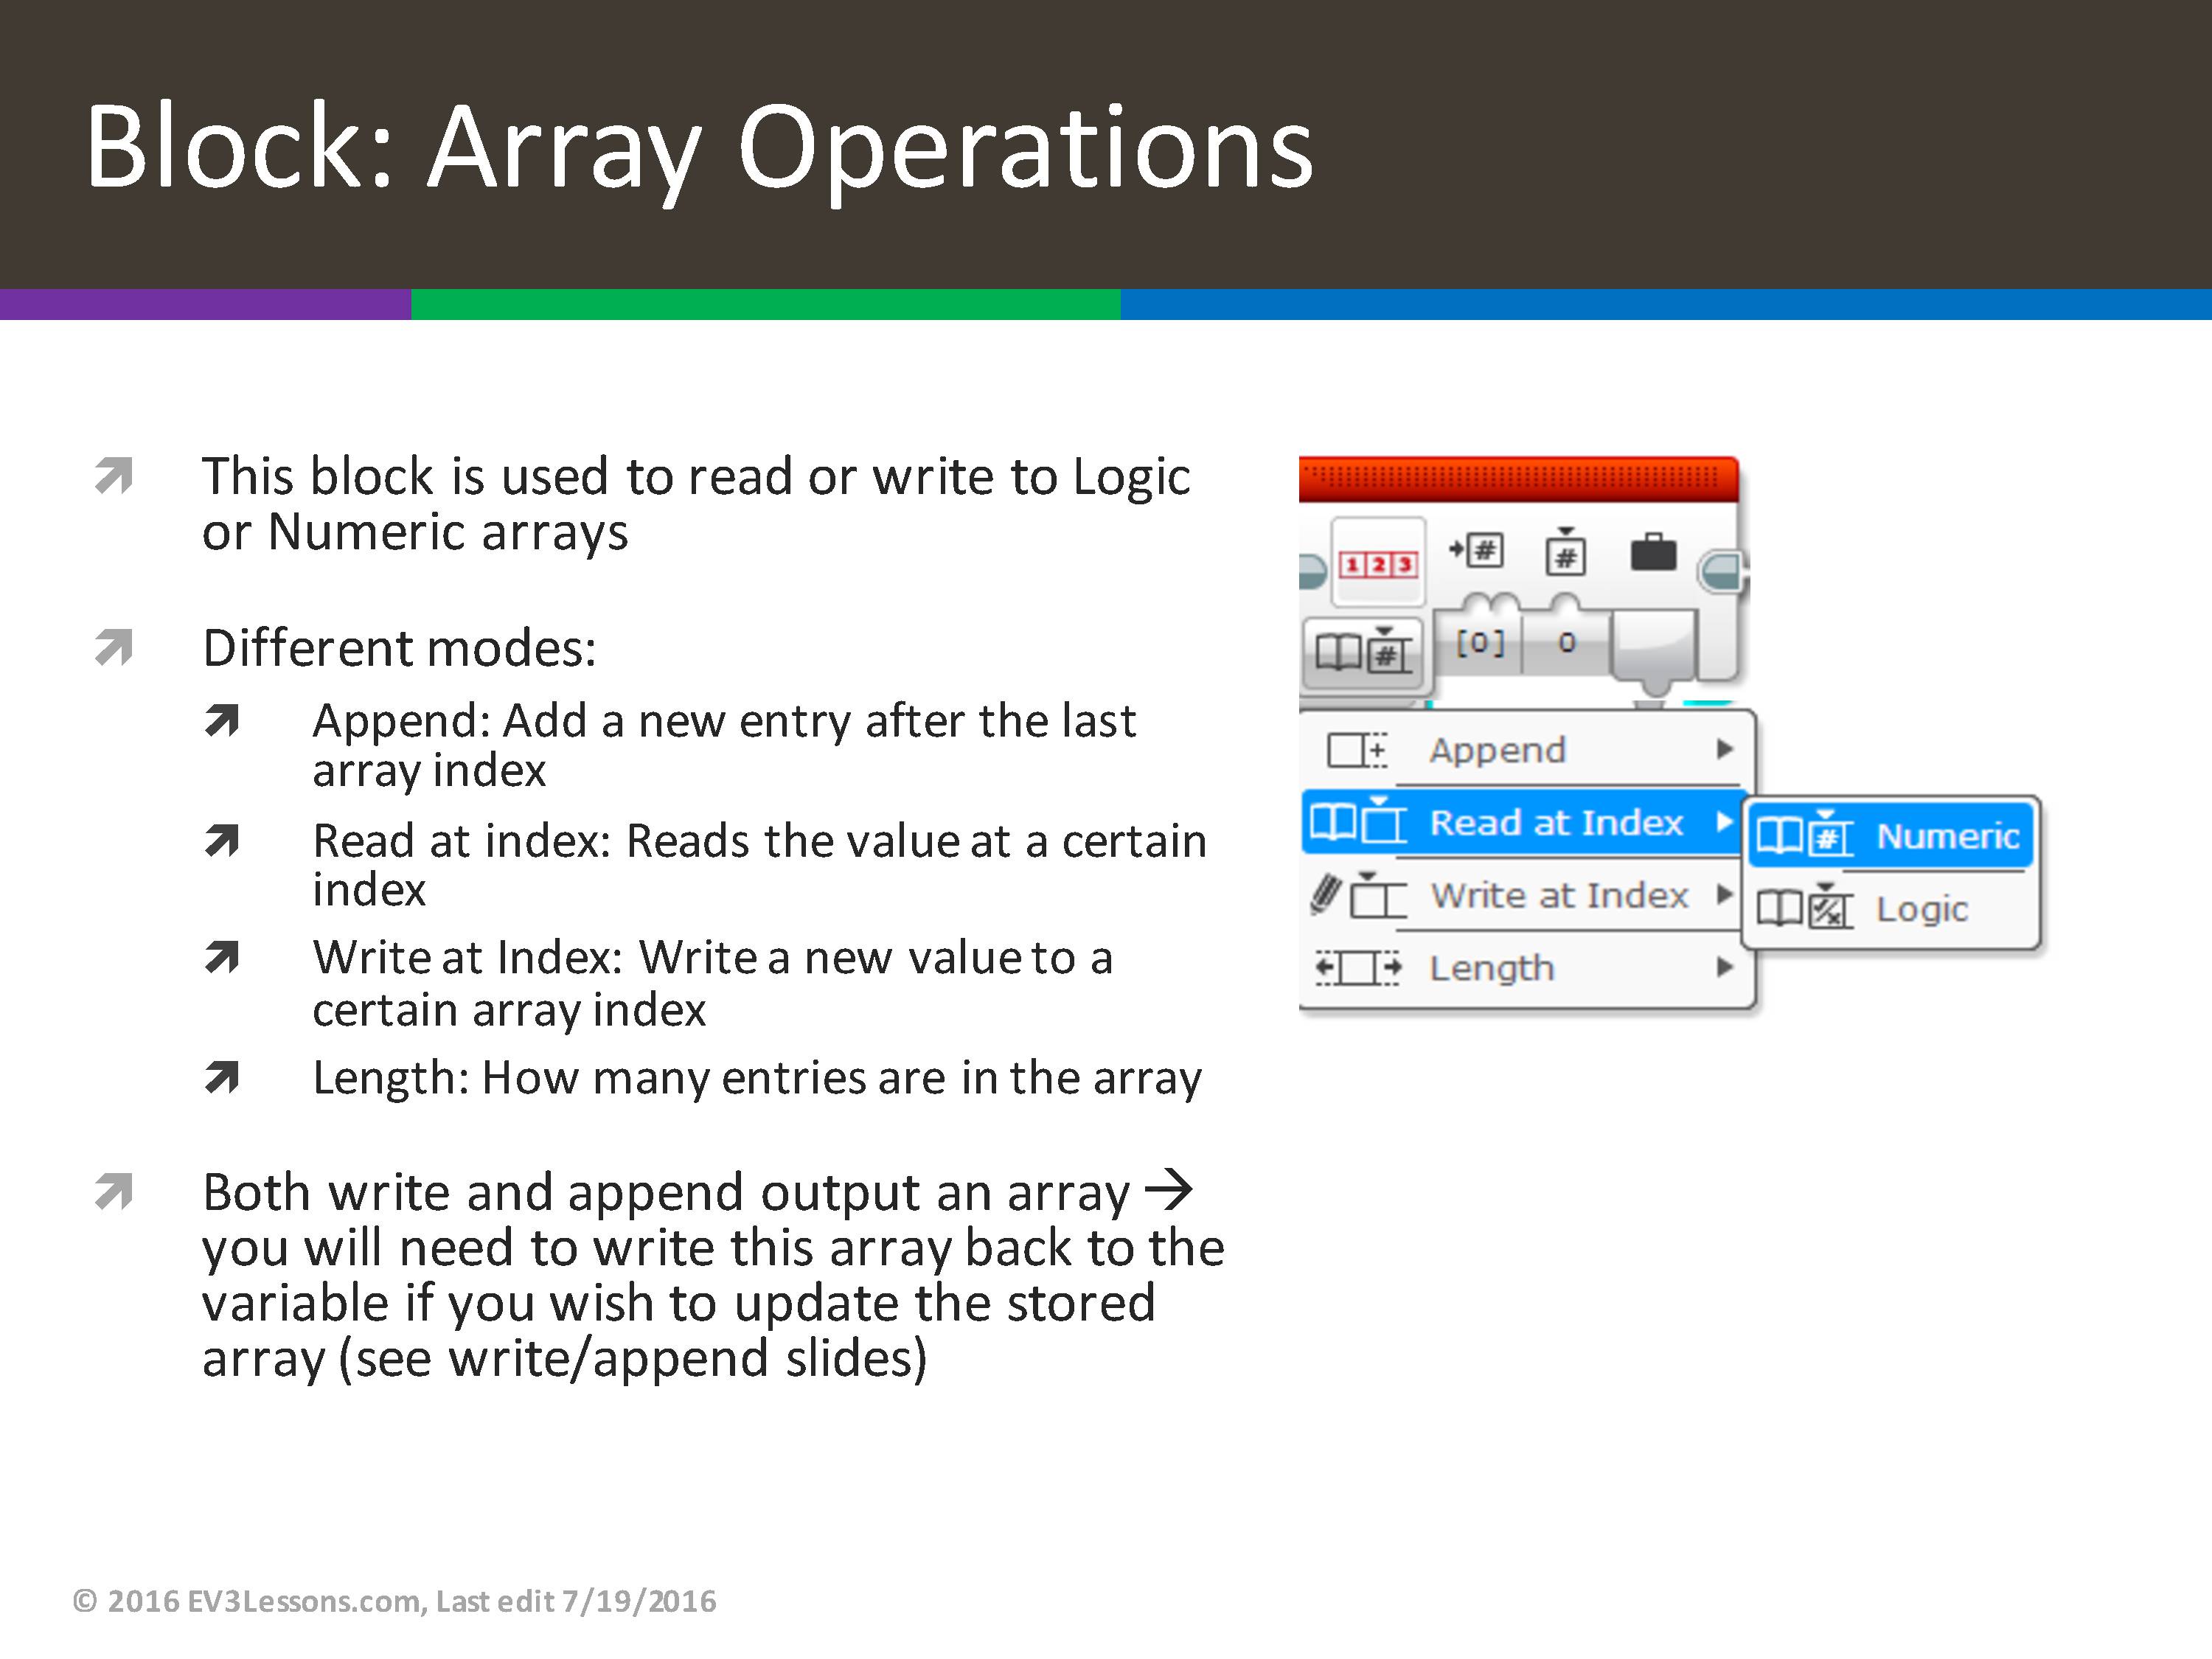 Block: Array Operations
This block is used to read or write to Logic
or Numeric arrays
Different modes:
Append: Add a new entry after the last
array index
Read at index: Reads the value at a certain
index
Write at Index: Write a new value to a
certain array index
Length: How many entries are in the array
Both write and append output an array →
you will need to write this array back to the
variable if you wish to update the stored
array (see write/append slides)
1 2 3
#
#
#
[0]
0
Append
Read at Index
Write at Index
Length
# Numeric
Logic
© 2016 EV3Lessons.com, Last edit 7/19/2016